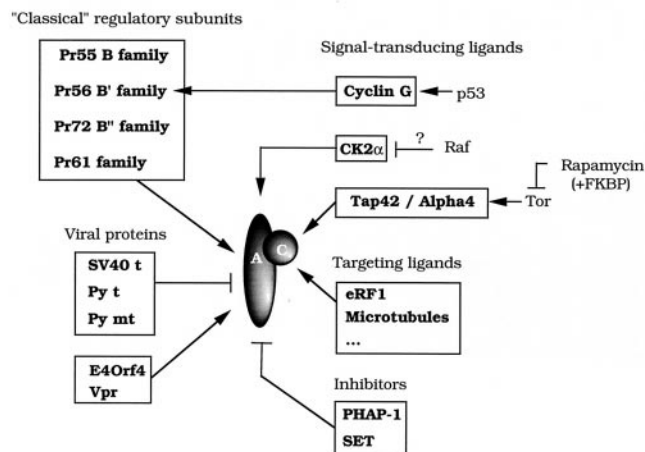 "Classical" regulatory subunits
Pr55 B family
Pr56 B' family
Pr72 B" family
Pr61 family
Signal-transducing ligands
Cyclin G
p53
CK2α
?
Raf
Rapamycin
(+FKBP)
Tap42 / Alpha4
Tor
Viral proteins
SV40 t
Py t
Py mt
E4Orf4
Vpr
A
C
Targeting ligands
eRF1
Microtubules
...
Inhibitors
PHAP-1
SET